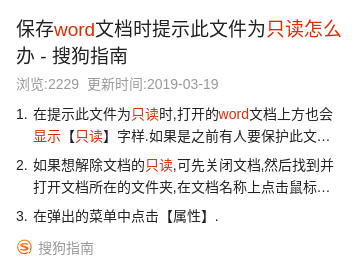 保存word文档时提示此文件为只读怎么
办 - 搜狗指南
浏览:2229 更新时间:2019-03-19
1. 在提示此文件为只读时,打开的word文档上方也会
显示【只读】字样.如果是之前有人要保护此文…
2. 如果想解除文档的只读,可先关闭文档,然后找到并
打开文档所在的文件夹,在文档名称上点击鼠标…
3. 在弹出的菜单中点击【属性】.
搜狗指南